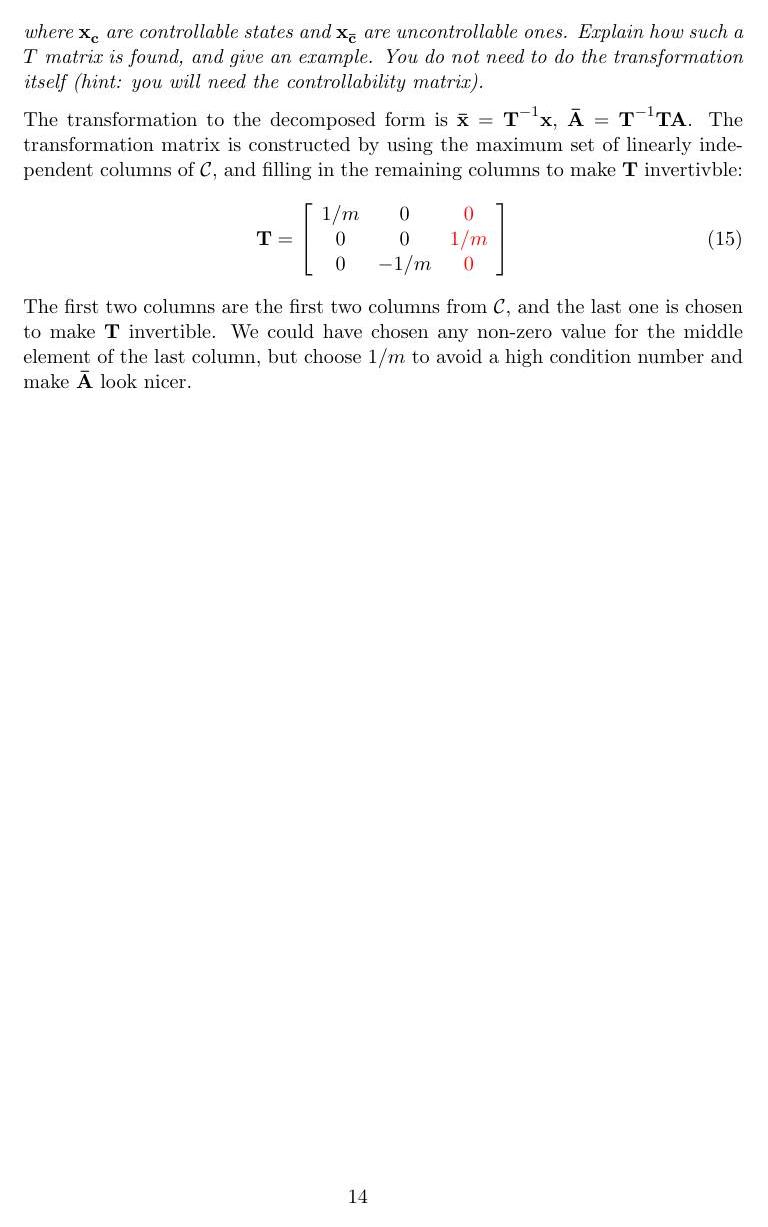 where x_c are controllable states and x_c̄ are uncontrollable ones. Explain how such a
T matrix is found, and give an example. You do not need to do the transformation
itself (hint: you will need the controllability matrix).
The transformation to the decomposed form is x̄ = T⁻¹x, Ā = T⁻¹TA. The
transformation matrix is constructed by using the maximum set of linearly inde-
pendent columns of 𝒞, and filling in the remaining columns to make T invertivble:
1/m 0 0
T = 0 0 1/m (15)
0 −1/m 0
The first two columns are the first two columns from 𝒞, and the last one is chosen
to make T invertible. We could have chosen any non-zero value for the middle
element of the last column, but choose 1/m to avoid a high condition number and
make Ā look nicer.
14